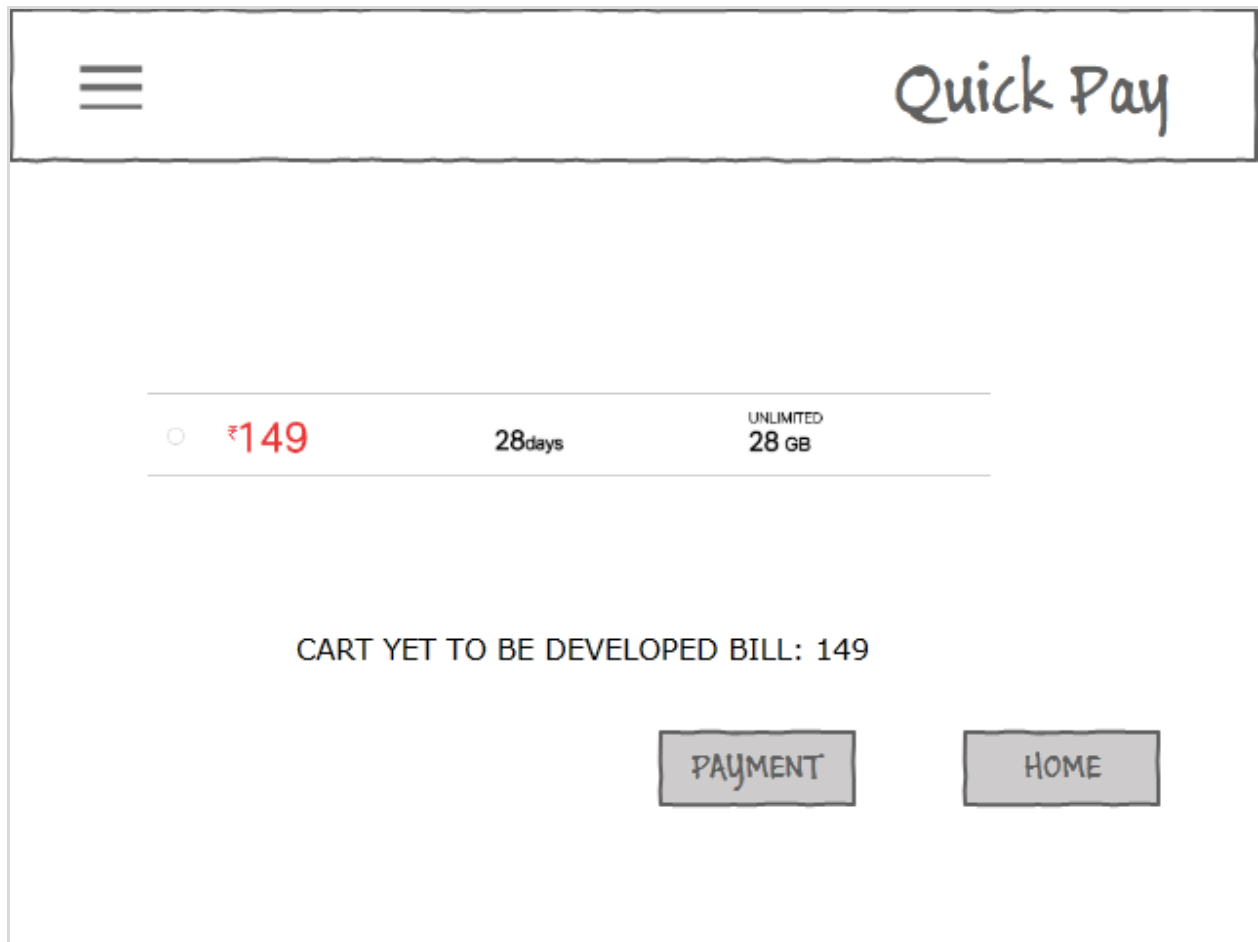 Quick Pay
₹149 28days UNLIMITED 28 GB
CART YET TO BE DEVELOPED BILL: 149
PAYMENT HOME